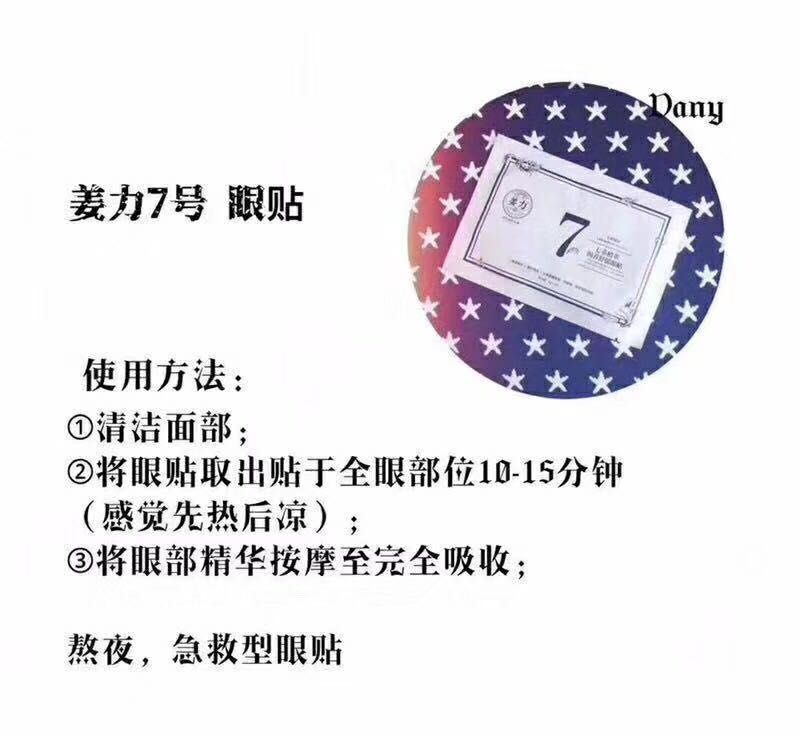 Dany
姜力7号 眼贴
姜力
7
使用方法:
①清洁面部;
②将眼贴取出贴于全眼部位10-15分钟
(感觉先热后凉);
③将眼部精华按摩至完全吸收;
熬夜,急救型眼贴